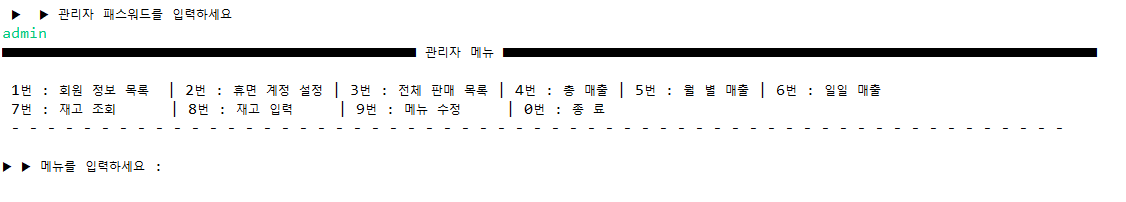 ▶ ▶ 관리자 패스워드를 입력하세요
admin
관리자 메뉴
1번 : 회원 정보 목록 | 2번 : 휴면 계정 설정 | 3번 : 전체 판매 목록 | 4번 : 총 매출 | 5번 : 월 별 매출 | 6번 : 일일 매출
7번 : 재고 조회 | 8번 : 재고 입력 | 9번 : 메뉴 수정 | 0번 : 종 료
- - - - - - - - - - - - - - - - - - - - - - - - - - - - - - - - - - - - - - - - - - - - - - - - - - - - - - - - - - -
▶ ▶ 메뉴를 입력하세요 :